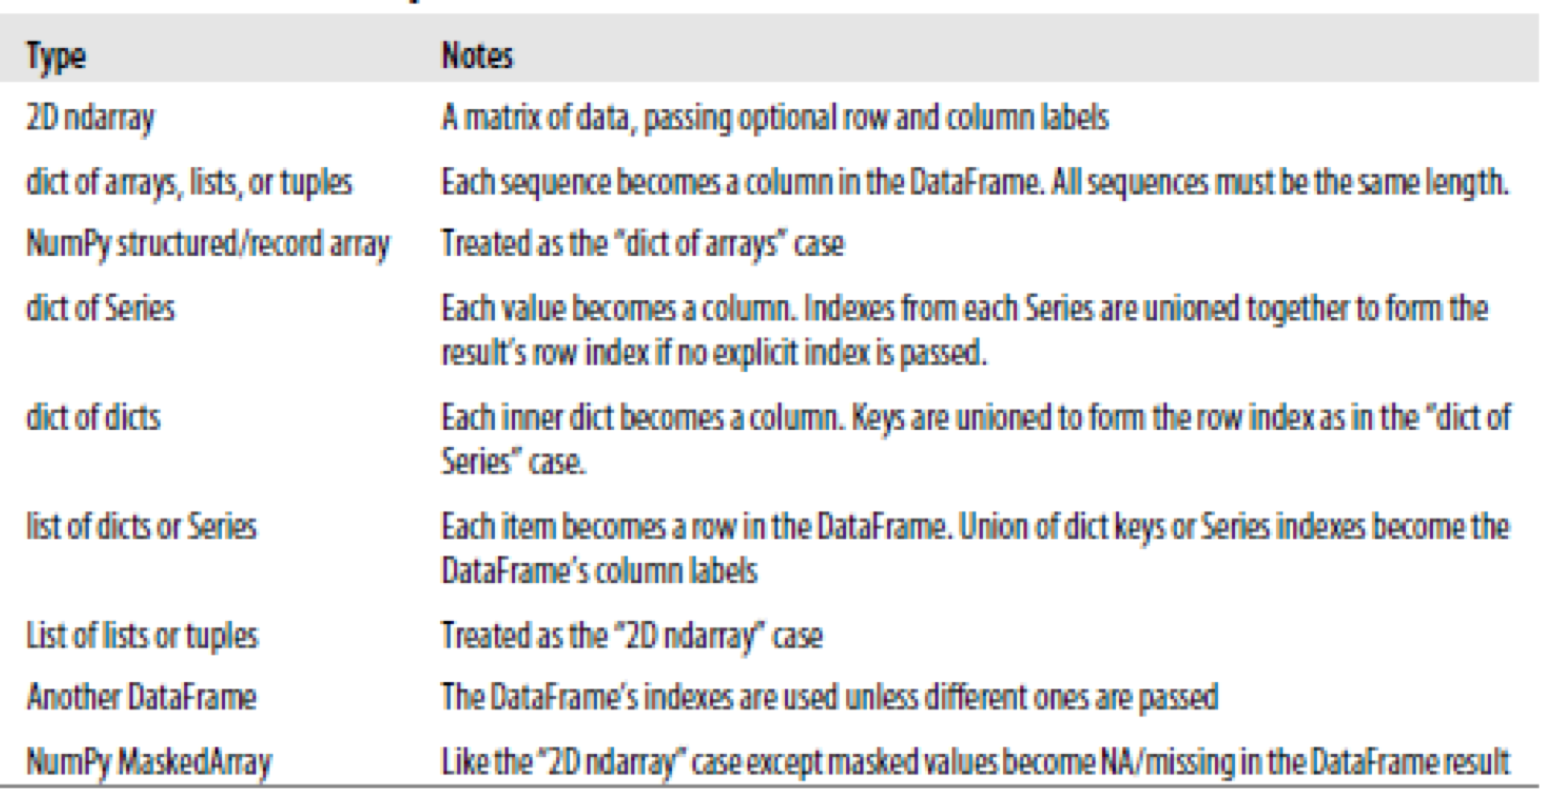 Type Notes
2D ndarray A matrix of data, passing optional row and column labels
dict of arrays, lists, or tuples Each sequence becomes a column in the DataFrame. All sequences must be the same length.
NumPy structured/record array Treated as the “dict of arrays” case
dict of Series Each value becomes a column. Indexes from each Series are unioned together to form the
result’s row index if no explicit index is passed.
dict of dicts Each inner dict becomes a column. Keys are unioned to form the row index as in the “dict of
Series” case.
list of dicts or Series Each item becomes a row in the DataFrame. Union of dict keys or Series indexes become the
DataFrame’s column labels
List of lists or tuples Treated as the “2D ndarray” case
Another DataFrame The DataFrame’s indexes are used unless different ones are passed
NumPy MaskedArray Like the “2D ndarray” case except masked values become NA/missing in the DataFrame result